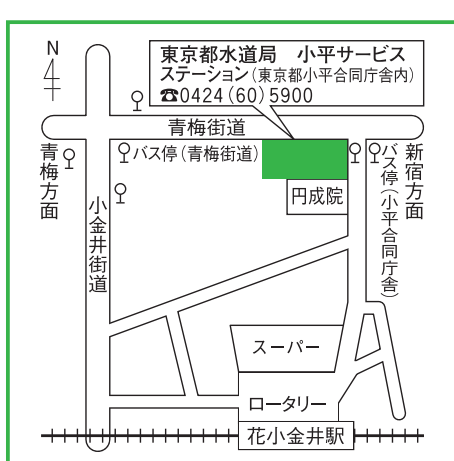 N
東京都水道局 小平サービス
ステーション(東京都小平合同庁舎内)
☎0424(60)5900
青梅街道
青梅方面
バス停(青梅街道)
バス停(小平合同庁舎)
新宿方面
円成院
小金井街道
スーパー
ロータリー
花小金井駅